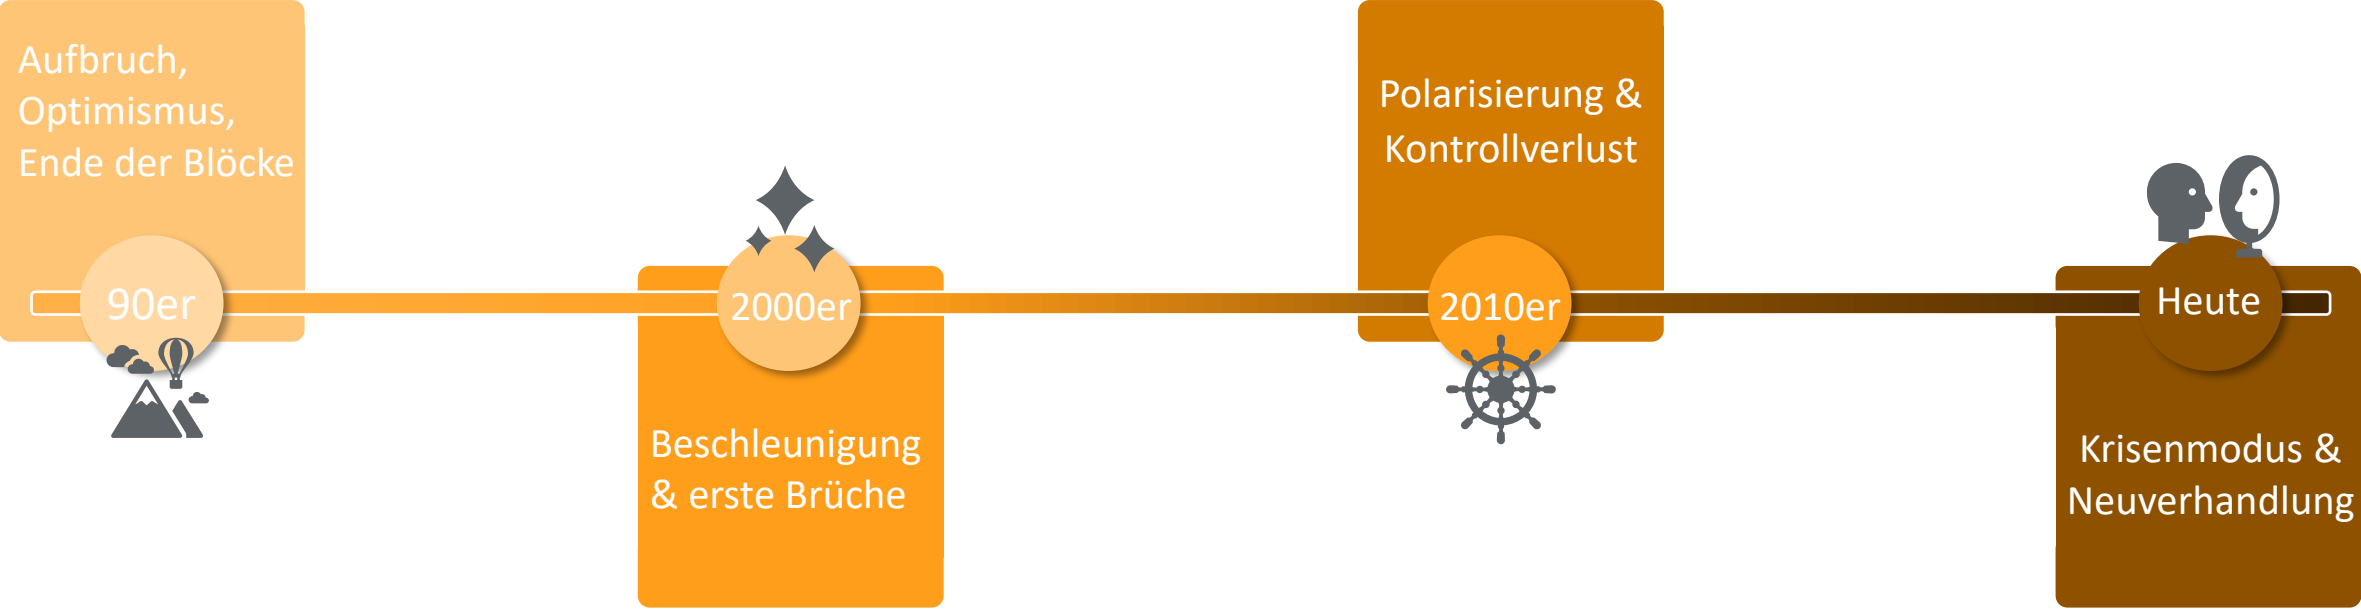 Aufbruch,
Optimismus,
Ende der Blöcke
90er
2000er
Beschleunigung
& erste Brüche
Polarisierung &
Kontrollverlust
2010er
Heute
Krisenmodus &
Neuverhandlung